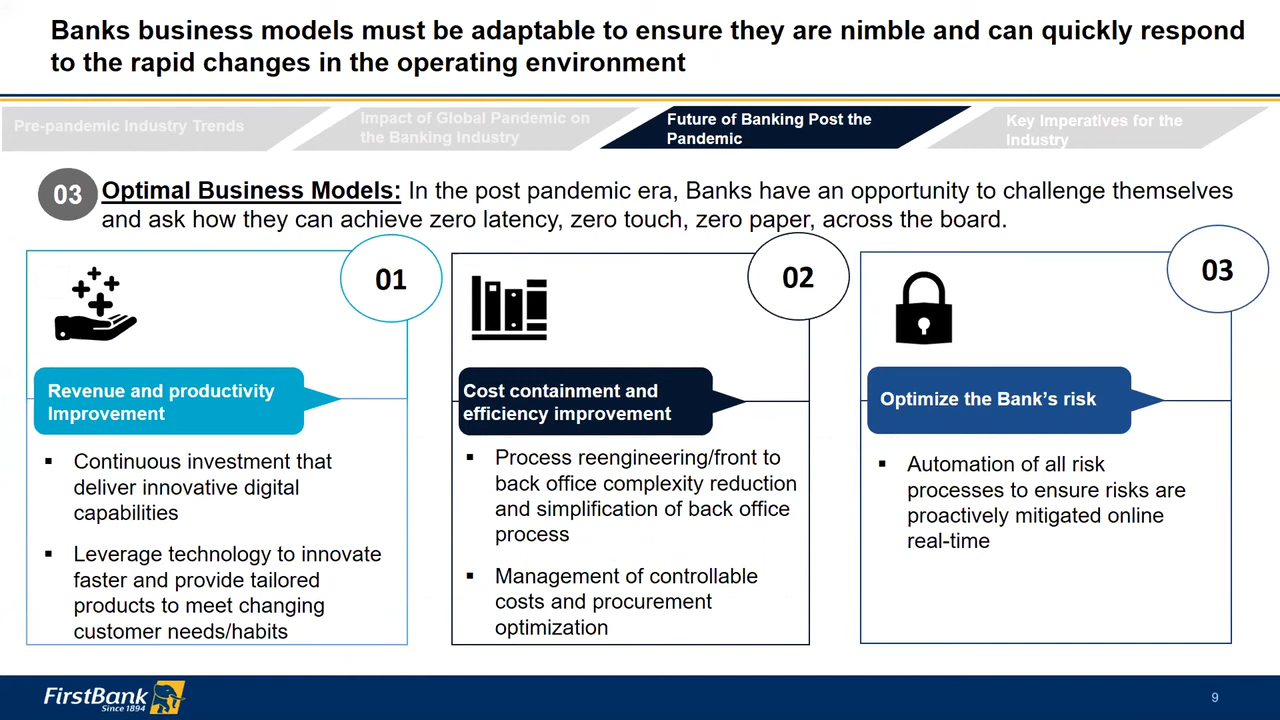 Banks business models must be adaptable to ensure they are nimble and can quickly respond
to the rapid changes in the operating environment
Pre-pandemic Industry Trends
Impact of Global Pandemic on
the Banking Industry
Future of Banking Post the
Pandemic
Key Imperatives for the
Industry
03
Optimal Business Models: In the post pandemic era, Banks have an opportunity to challenge themselves
and ask how they can achieve zero latency, zero touch, zero paper, across the board.
01
Revenue and productivity
Improvement
▪ Continuous investment that
deliver innovative digital
capabilities
▪ Leverage technology to innovate
faster and provide tailored
products to meet changing
customer needs/habits
02
Cost containment and
efficiency improvement
▪ Process reengineering/front to
back office complexity reduction
and simplification of back office
process
▪ Management of controllable
costs and procurement
optimization
03
Optimize the Bank's risk
▪ Automation of all risk
processes to ensure risks are
proactively mitigated online
real-time
FirstBank
Since 1894
9